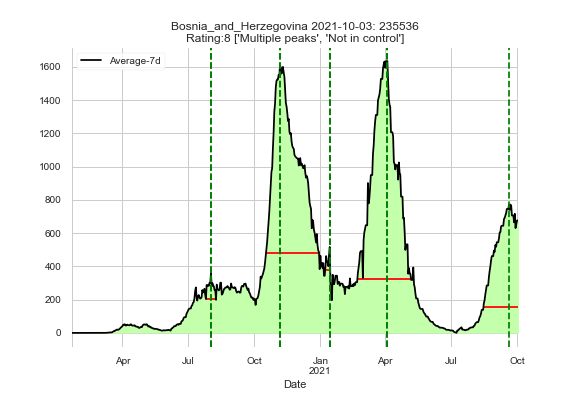 Bosnia_and_Herzegovina 2021-10-03: 235536
Rating:8 ['Multiple peaks', 'Not in control']
Average-7d
1600
1400
1200
1000
800
600
400
200
0
Apr Jul Oct Jan Apr Jul Oct
2021
Date